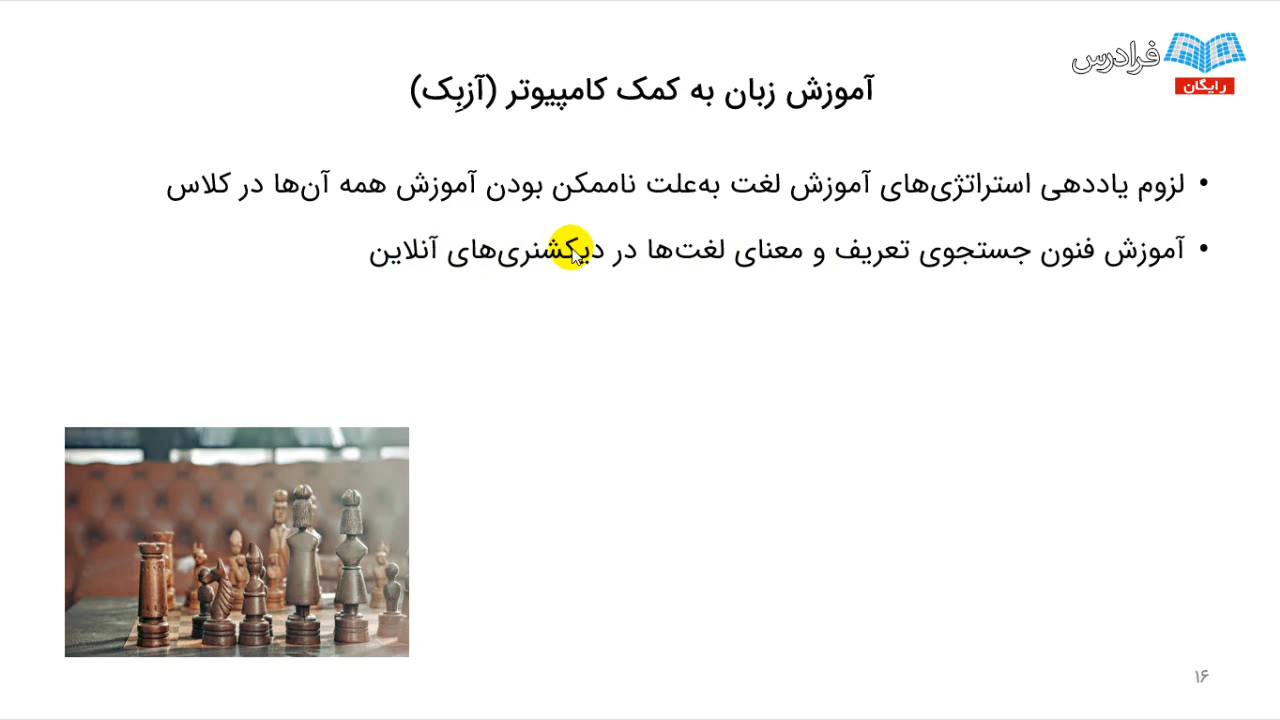 فرادرس
رایگان
آموزش زبان به کمک کامپیوتر (آزبِک)
• لزوم یاددهی استراتژی‌های آموزش لغت به‌علت ناممکن بودن آموزش همه آن‌ها در کلاس
• آموزش فنون جستجوی تعریف و معنای لغت‌ها در دیکشنری‌های آنلاین
۱۶